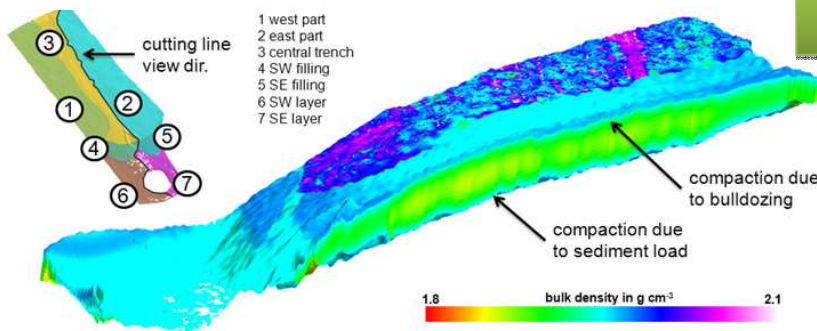 cutting line
view dir.
3
1
2
4
5
6
7
1 west part
2 east part
3 central trench
4 SW filling
5 SE filling
6 SW layer
7 SE layer
compaction due
to bulldozing
compaction due
to sediment load
1.8
bulk density in g cm⁻³
2.1